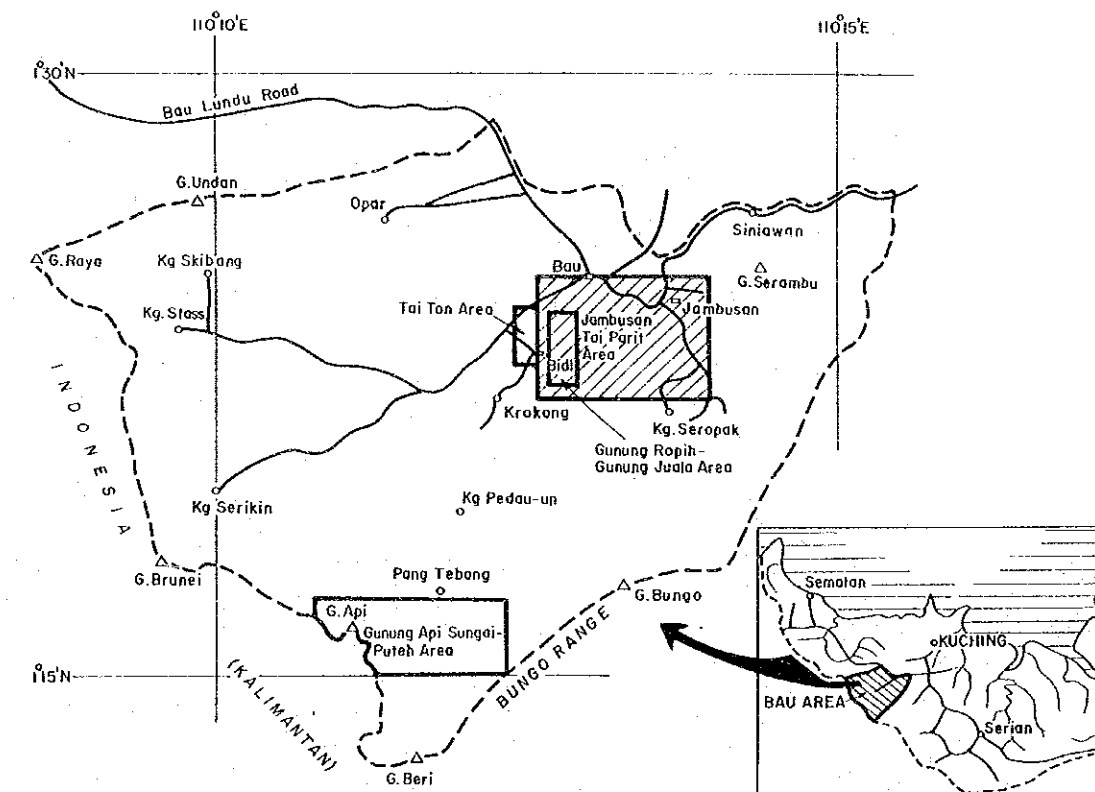 110°10'E
110°15'E
1°30'N
Bau Lundu Road
G.Undan
Opar
Siniawan
G.Raya
Kg Skibang
Bau
G.Serambu
Tai Ton Area
Jambusan
Kg. Stass
Jambusan
Tai Parit
Area
Bidi
INDONESIA
Krokong
Kg.Seropak
Gunung Ropih-
Gunung Juala Area
Kg Serikin
Kg Pedau-un
G.Brunei
Pang Tebang
G.Bungo
G.Api
Gunung Api Sungai-
Puteh Area
1°15'N
(KALIMANTAN)
BUNGO RANGE
G.Beri
Sematan
KUCHING
BAU AREA
Serian